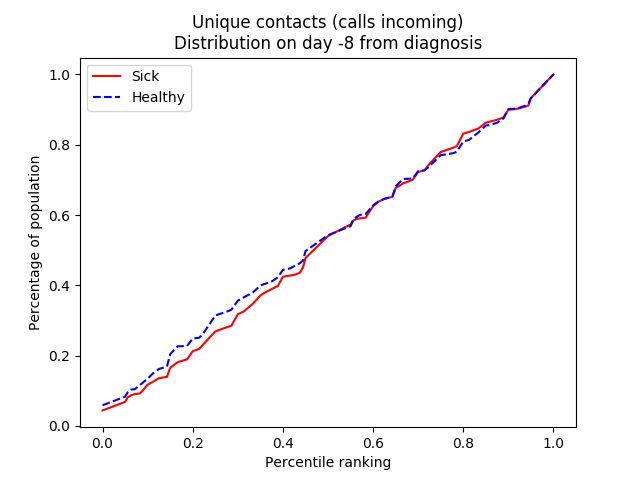 Unique contacts (calls incoming)
Distribution on day -8 from diagnosis
Sick
Healthy
Percentage of population
1.0
0.8
0.6
0.4
0.2
0.0
0.0 0.2 0.4 0.6 0.8 1.0
Percentile ranking